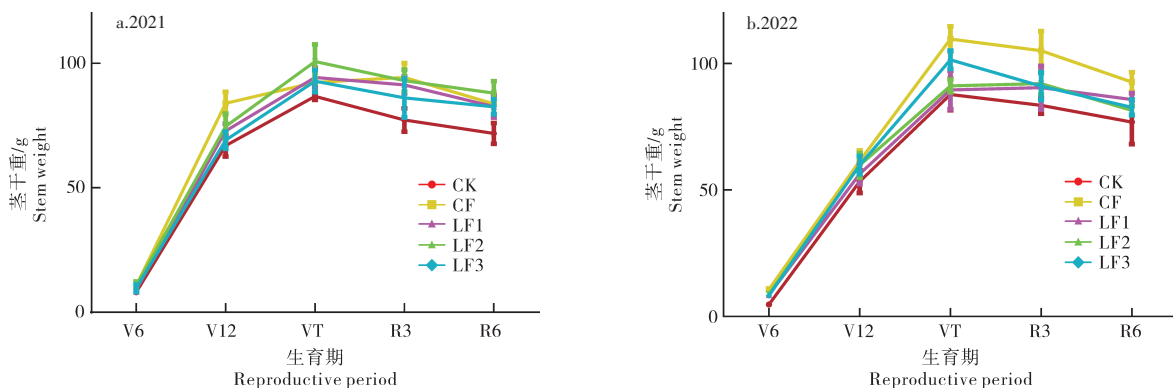 a.2021
100
50
0
茎干重/g
Stem weight
CK
CF
LF1
LF2
LF3
V6 V12 VT R3 R6
生育期
Reproductive period
b.2022
100
50
0
茎干重/g
Stem weight
CK
CF
LF1
LF2
LF3
V6 V12 VT R3 R6
生育期
Reproductive period